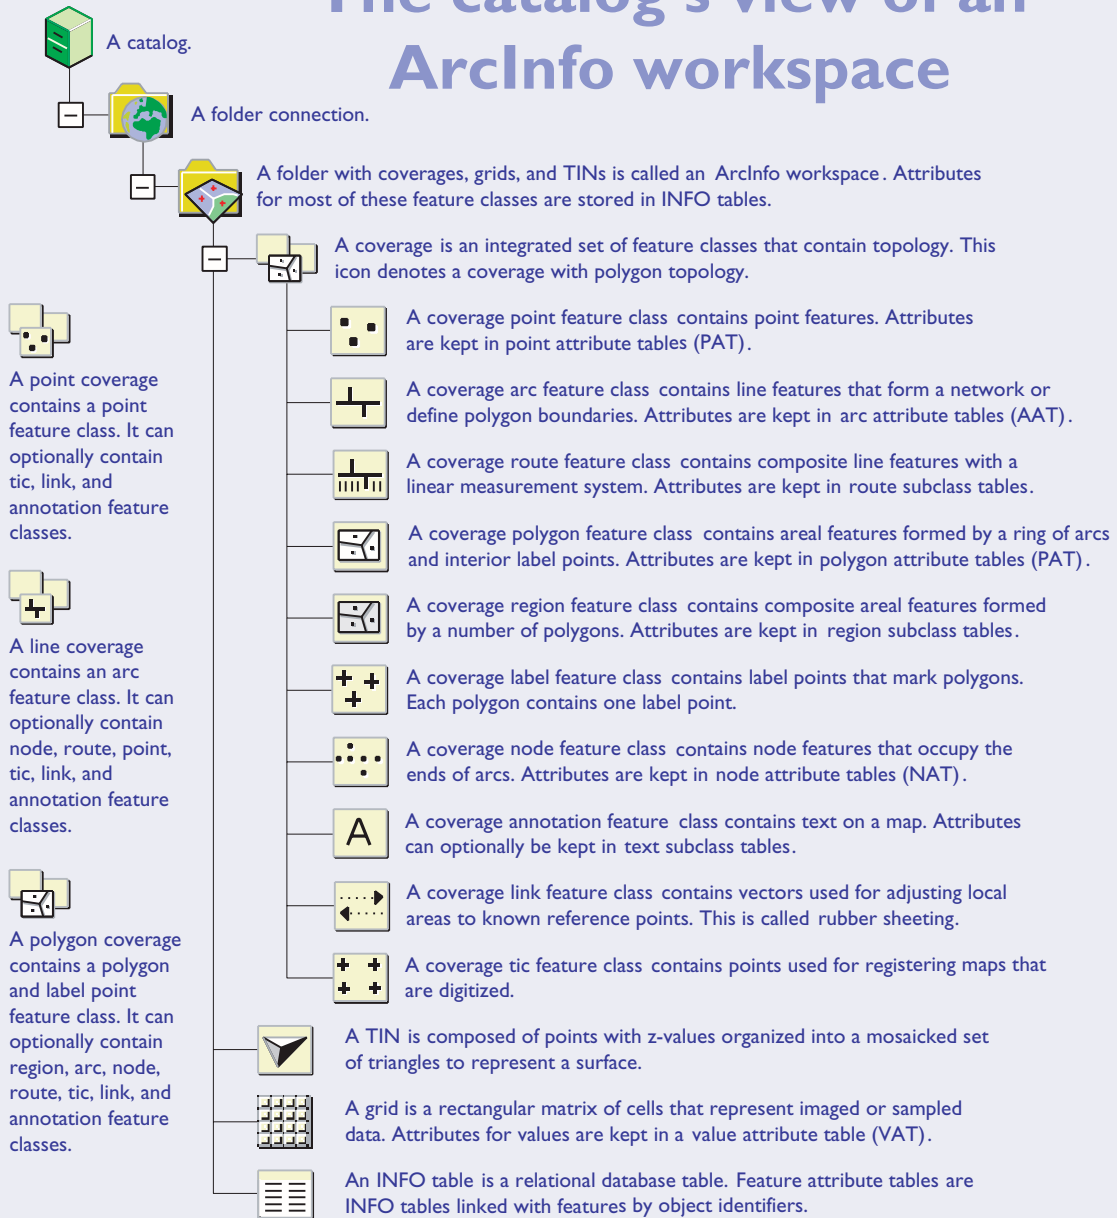 The catalog's view of an
ArcInfo workspace
A catalog.
A folder connection.
A folder with coverages, grids, and TINs is called an ArcInfo workspace. Attributes
for most of these feature classes are stored in INFO tables.
A coverage is an integrated set of feature classes that contain topology. This
icon denotes a coverage with polygon topology.
A coverage point feature class contains point features. Attributes
are kept in point attribute tables (PAT).
A coverage arc feature class contains line features that form a network or
define polygon boundaries. Attributes are kept in arc attribute tables (AAT).
A coverage route feature class contains composite line features with a
linear measurement system. Attributes are kept in route subclass tables.
A coverage polygon feature class contains areal features formed by a ring of arcs
and interior label points. Attributes are kept in polygon attribute tables (PAT).
A coverage region feature class contains composite areal features formed
by a number of polygons. Attributes are kept in region subclass tables.
A coverage label feature class contains label points that mark polygons.
Each polygon contains one label point.
A coverage node feature class contains node features that occupy the
ends of arcs. Attributes are kept in node attribute tables (NAT).
A
A coverage annotation feature class contains text on a map. Attributes
can optionally be kept in text subclass tables.
A coverage link feature class contains vectors used for adjusting local
areas to known reference points. This is called rubber sheeting.
A coverage tic feature class contains points used for registering maps that
are digitized.
A TIN is composed of points with z-values organized into a mosaicked set
of triangles to represent a surface.
A grid is a rectangular matrix of cells that represent imaged or sampled
data. Attributes for values are kept in a value attribute table (VAT).
An INFO table is a relational database table. Feature attribute tables are
INFO tables linked with features by object identifiers.
A point coverage
contains a point
feature class. It can
optionally contain
tic, link, and
annotation feature
classes.
A line coverage
contains an arc
feature class. It can
optionally contain
node, route, point,
tic, link, and
annotation feature
classes.
A polygon coverage
contains a polygon
and label point
feature class. It can
optionally contain
region, arc, node,
route, tic, link, and
annotation feature
classes.